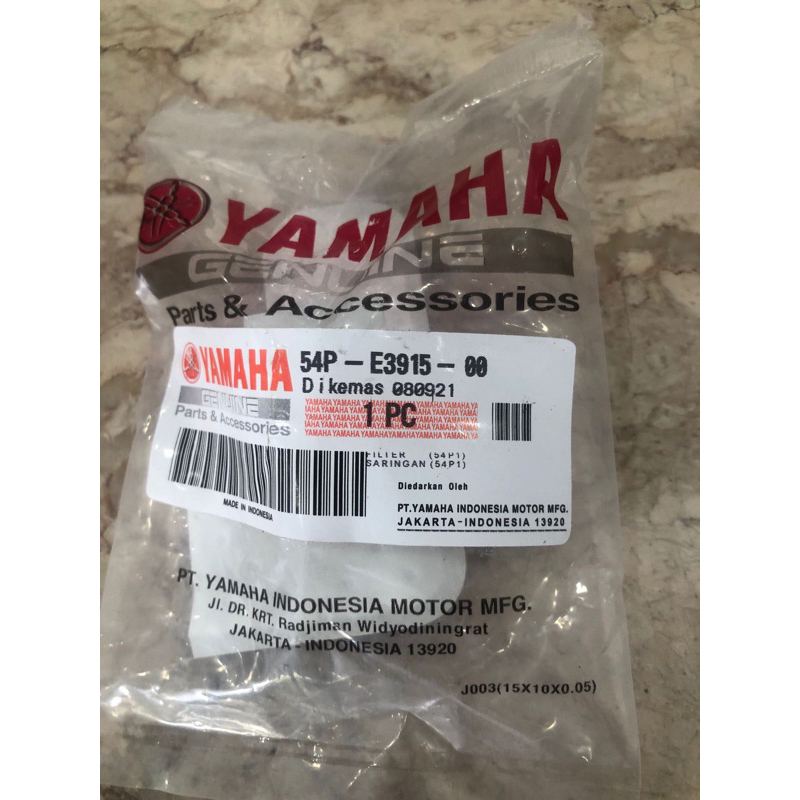 YAMAHA
GENUINE
Parts & Accessories
YAMAHA 54P-E3915-00
Dikemas 080921
GENUINE
Parts & Accessories
1 PC
FILTER (54P1)
SARINGAN (54P1)
Diedarkan Oleh
MADE IN INDONESIA
PT.YAMAHA INDONESIA MOTOR MFG.
JAKARTA-INDONESIA 13920
PT. YAMAHA INDONESIA MOTOR MFG.
Jl. DR. KRT. Radjiman Widyodiningrat
JAKARTA - INDONESIA 13920
J003(15X10X0.05)